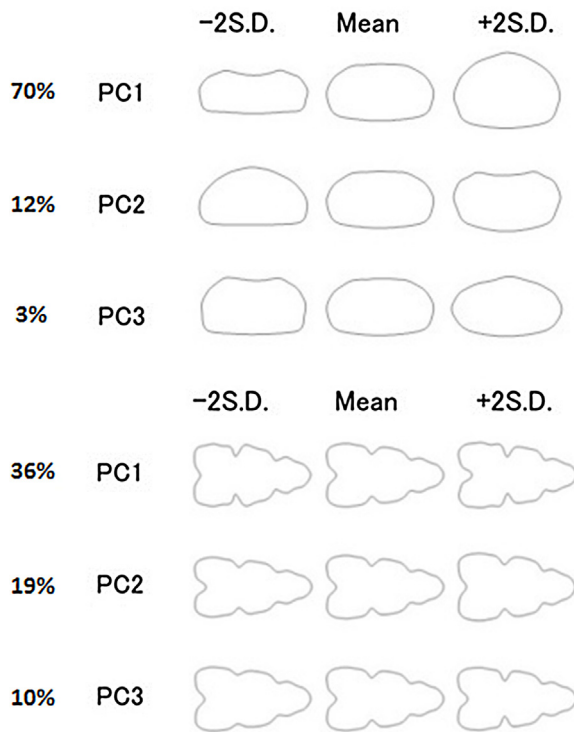 −2S.D. Mean +2S.D.
70% PC1
12% PC2
3% PC3
−2S.D. Mean +2S.D.
36% PC1
19% PC2
10% PC3